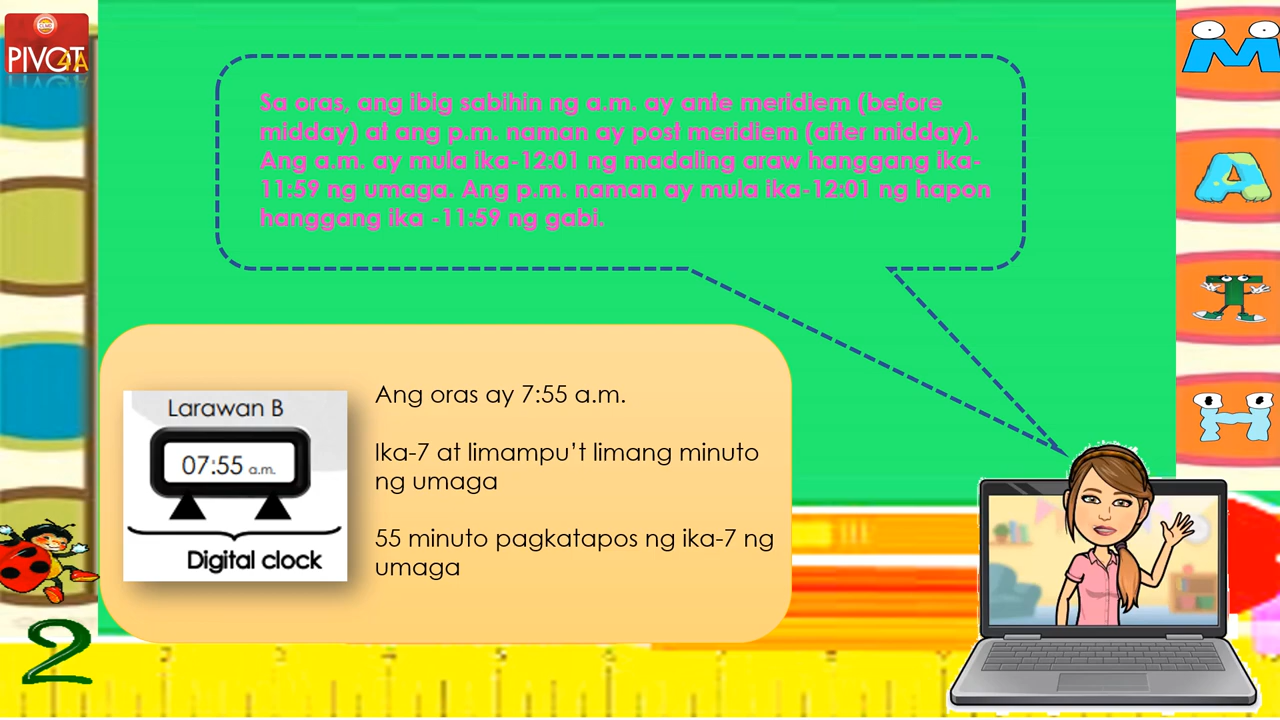 PIVOT
4A
Sa oras, ang ibig sabihin ng a.m. ay ante meridiem (before
midday) at ang p.m. naman ay post meridiem (after midday).
Ang a.m. ay mula ika-12:01 ng madaling araw hanggang ika-
11:59 ng umaga. Ang p.m. naman ay mula ika-12:01 ng hapon
hanggang ika -11:59 ng gabi.
M
A
T
H
Larawan B
07:55 a.m.
Digital clock
Ang oras ay 7:55 a.m.
Ika-7 at limampu’t limang minuto
ng umaga
55 minuto pagkatapos ng ika-7 ng
umaga
2